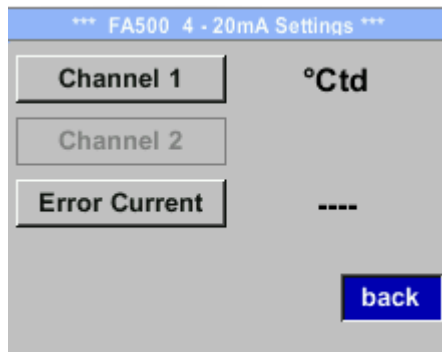 *** FA500 4 - 20mA Settings ***
Channel 1 °Ctd
Channel 2
Error Current ----
back